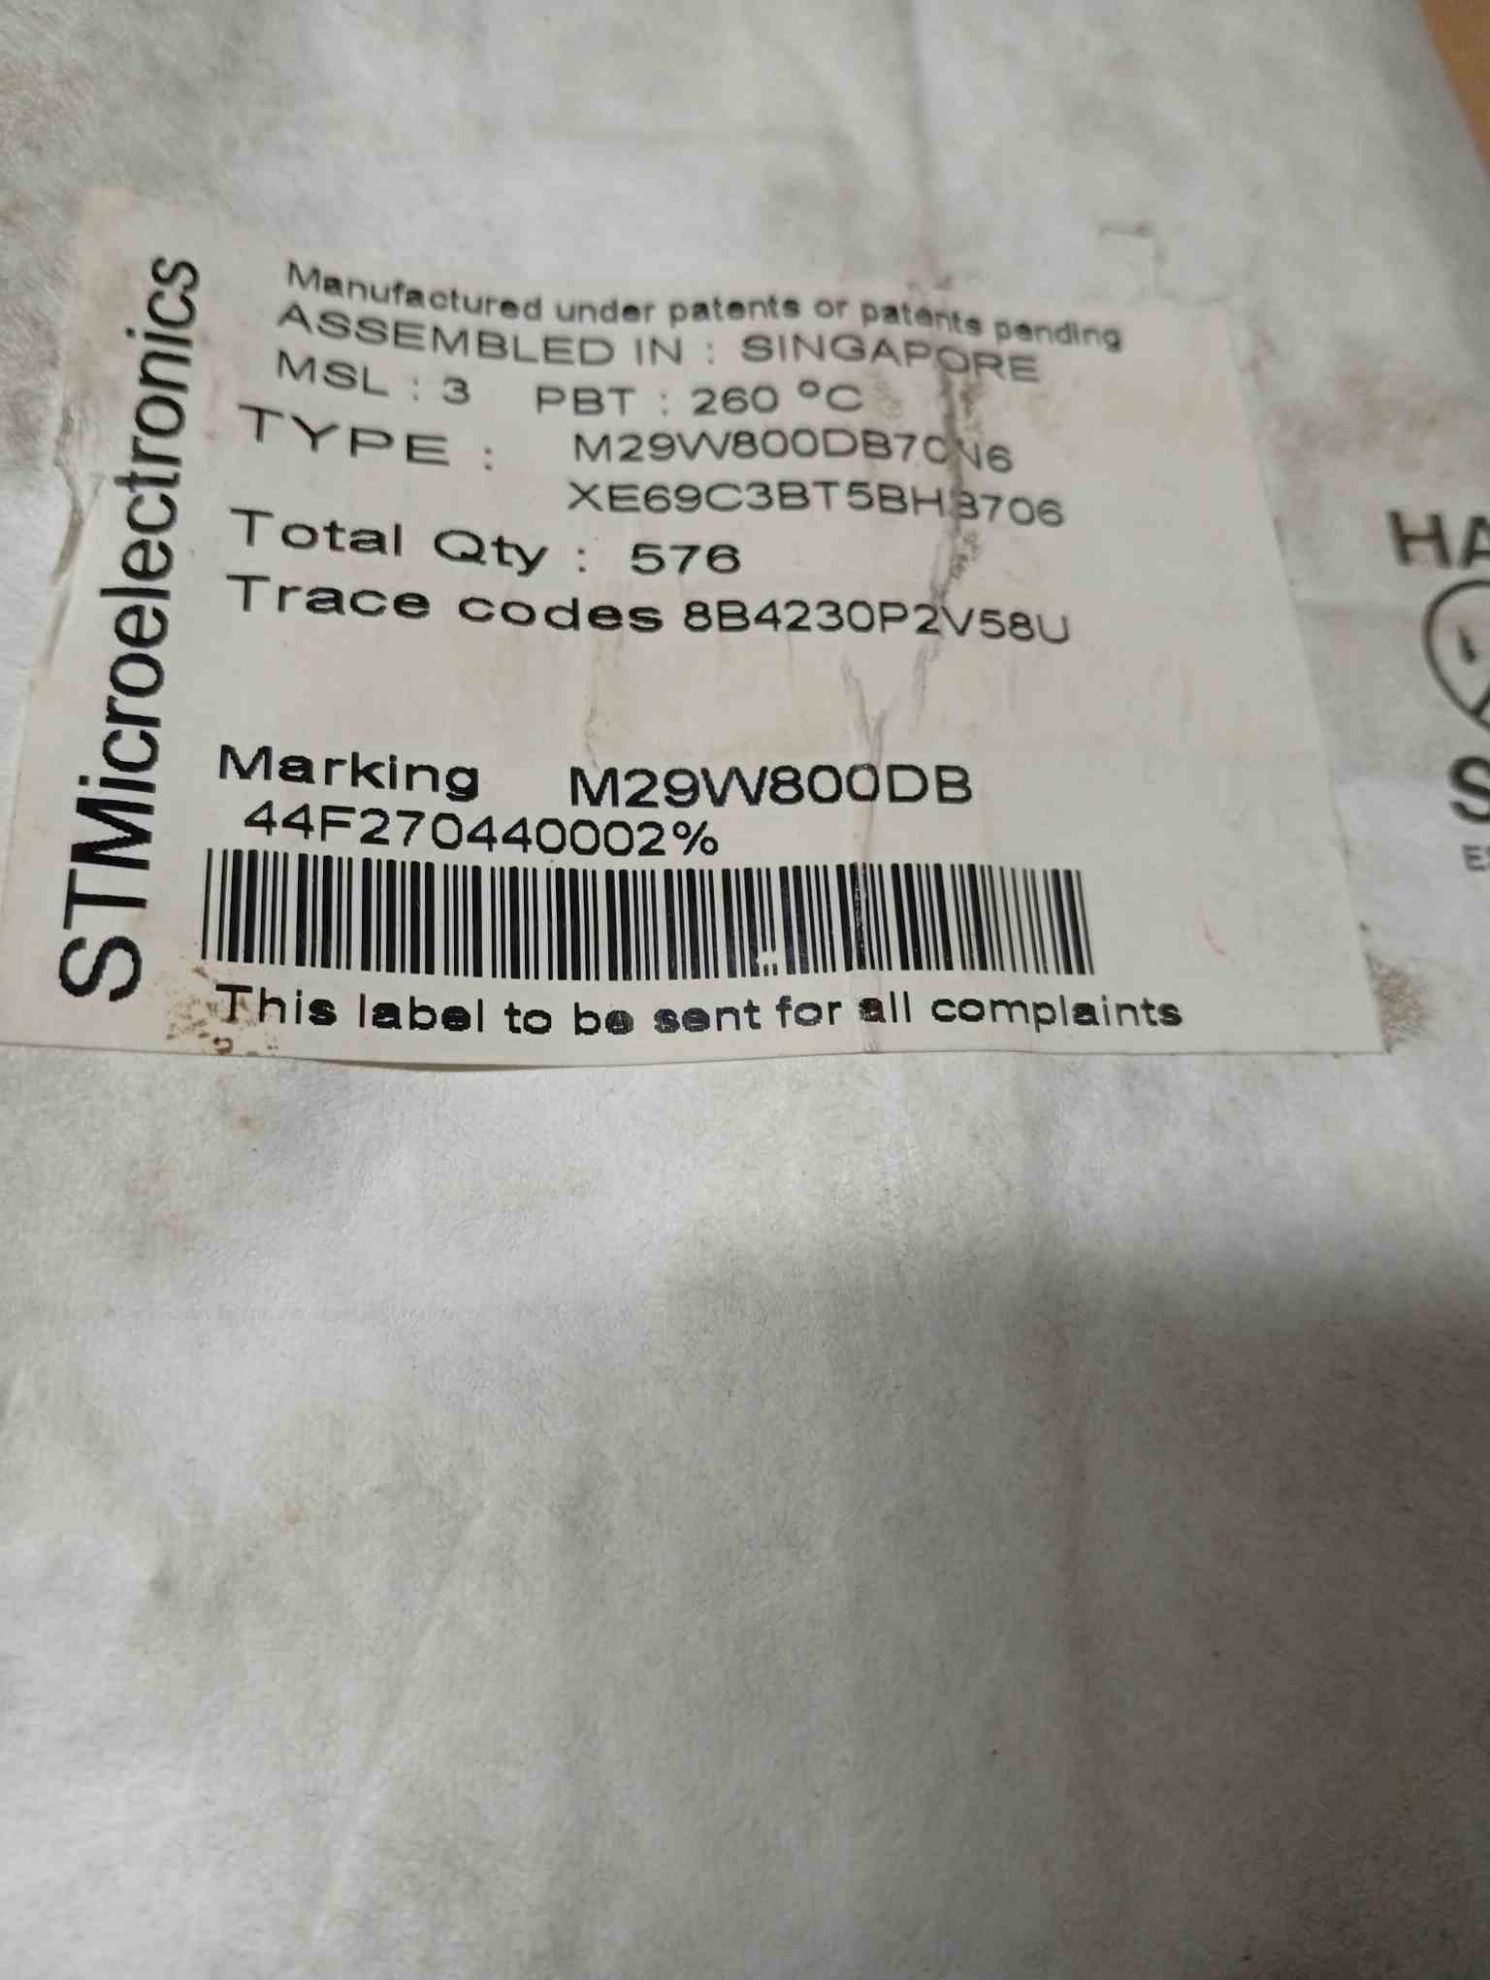 STMicroelectronics
Manufactured under patents or patents pending
ASSEMBLED IN : SINGAPORE
MSL : 3 PBT : 260 °C
TYPE : M29W800DB70N6
XE69C3BT5BHB706
Total Qty : 576
Trace codes 8B4230P2V58U
Marking M29W800DB
44F270440002%
This label to be sent for all complaints
HA
S